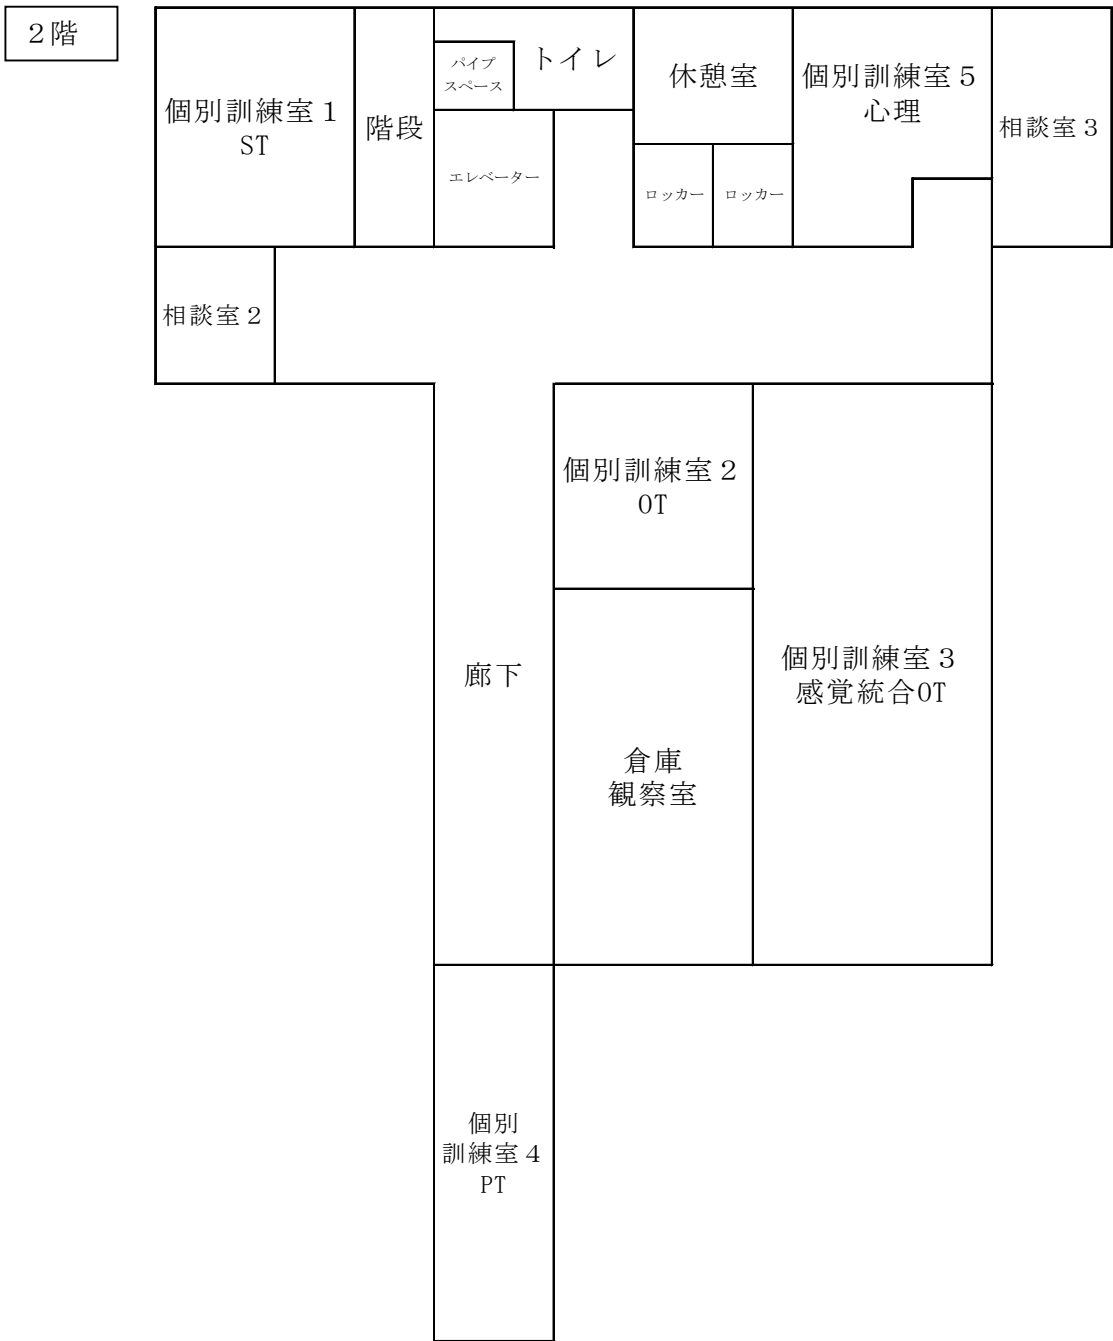 ２階
個別訓練室１
ST
階段
パイプ
スペース
トイレ
エレベーター
休憩室
ロッカー
ロッカー
個別訓練室５
心理
相談室３
相談室２
個別訓練室２
OT
廊下
倉庫
観察室
個別訓練室３
感覚統合OT
個別
訓練室４
PT